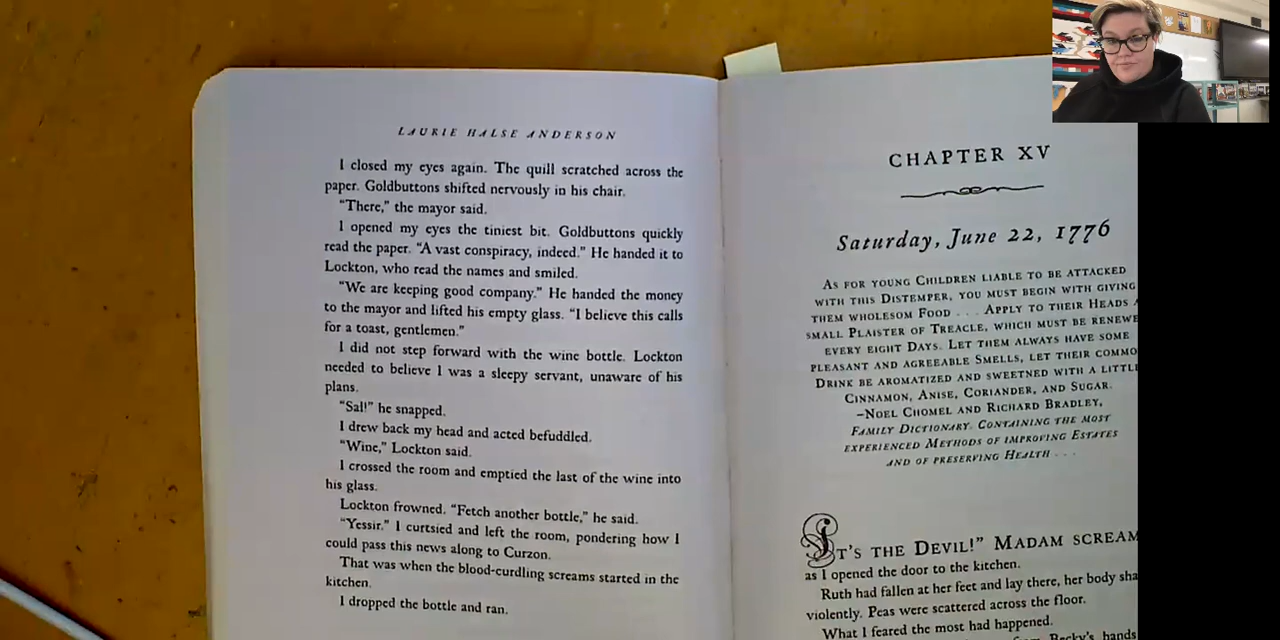 LAURIE HALSE ANDERSON
I closed my eyes again. The quill scratched across the
paper. Goldbuttons shifted nervously in his chair.
"There," the mayor said.
I opened my eyes the tiniest bit. Goldbuttons quickly
read the paper. "A vast conspiracy, indeed." He handed it to
Lockton, who read the names and smiled.
"We are keeping good company." He handed the money
to the mayor and lifted his empty glass. "I believe this calls
for a toast, gentlemen."
I did not step forward with the wine bottle. Lockton
needed to believe I was a sleepy servant, unaware of his
plans.
"Sal!" he snapped.
I drew back my head and acted befuddled.
"Wine," Lockton said.
I crossed the room and emptied the last of the wine into
his glass.
Lockton frowned. "Fetch another bottle," he said.
"Yessir." I curtsied and left the room, pondering how I
could pass this news along to Curzon.
That was when the blood-curdling screams started in the
kitchen.
I dropped the bottle and ran.
CHAPTER XV
Saturday, June 22, 1776
AS FOR YOUNG CHILDREN LIABLE TO BE ATTACKED
WITH THIS DISTEMPER, YOU MUST BEGIN WITH GIVING
THEM WHOLESOM FOOD . . . APPLY TO THEIR HEADS A
SMALL PLAISTER OF TREACLE, WHICH MUST BE RENEWE
EVERY EIGHT DAYS. LET THEM ALWAYS HAVE SOME
PLEASANT AND AGREEABLE SMELLS, LET THEIR COMMO
DRINK BE AROMATIZED AND SWEETNED WITH A LITTL
CINNAMON, ANISE, CORIANDER, AND SUGAR.
–NOEL CHOMEL AND RICHARD BRADLEY,
FAMILY DICTIONARY. CONTAINING THE MOST
EXPERIENCED METHODS OF IMPROVING ESTATES
AND OF PRESERVING HEALTH . . .
IT'S THE DEVIL!" MADAM SCREAM
as I opened the door to the kitchen.
Ruth had fallen at her feet and lay there, her body sha
violently. Peas were scattered across the floor.
What I feared the most had happened.
from Becky's hands